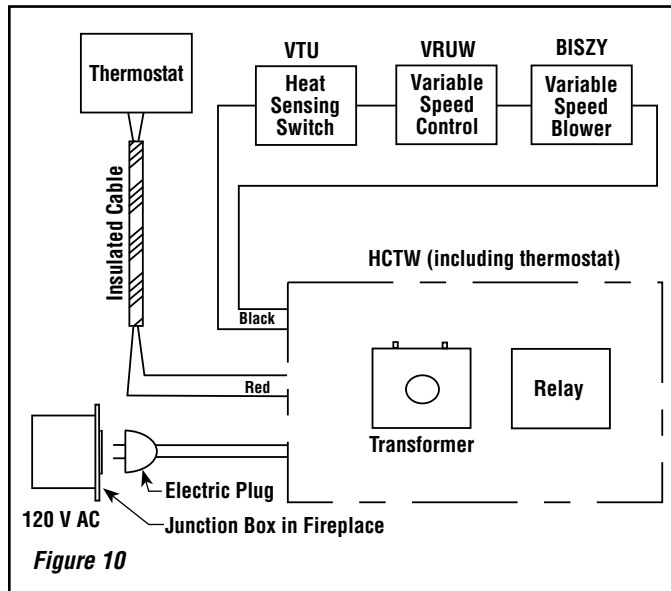 VTU
VRUW
BISZY
Thermostat
Heat
Sensing
Switch
Variable
Speed
Control
Variable
Speed
Blower
Insulated Cable
HCTW (including thermostat)
Black
Red
Transformer
Relay
Electric Plug
120 V AC
Junction Box in Fireplace
Figure 10